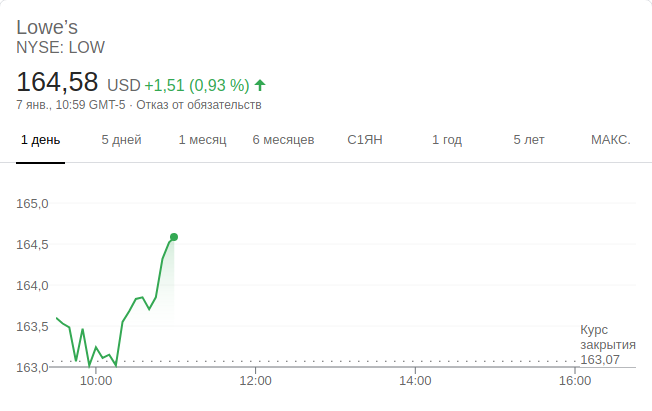 Lowe’s
NYSE: LOW
164,58 USD +1,51 (0,93 %)
7 янв., 10:59 GMT-5 · Отказ от обязательств
1 день 5 дней 1 месяц 6 месяцев С1ЯН 1 год 5 лет МАКС.
165,0
164,5
164,0
163,5
163,0
Курс
закрытия
163,07
10:00 12:00 14:00 16:00